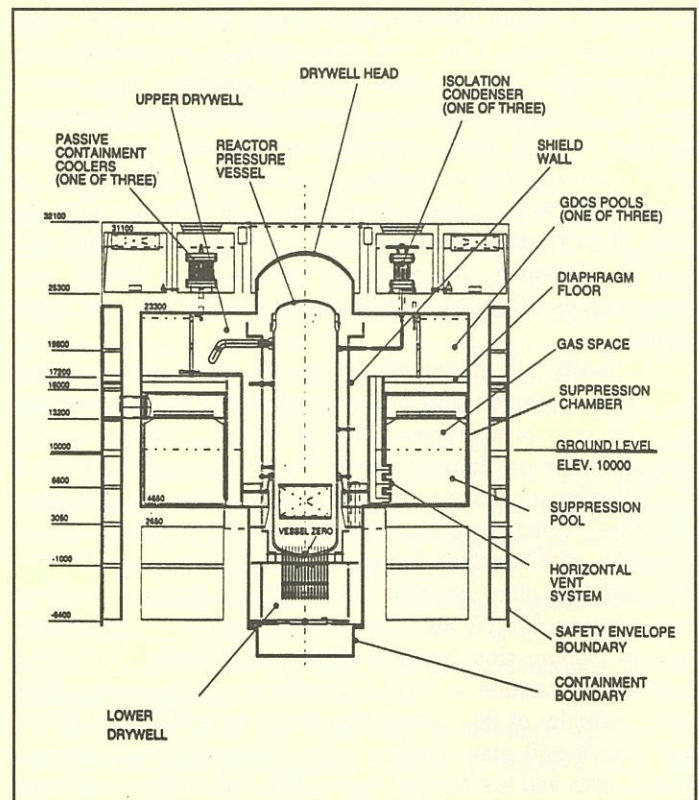 DRYWELL HEAD
ISOLATION
CONDENSER
(ONE OF THREE)
UPPER DRYWELL
PASSIVE
CONTAINMENT
COOLERS
(ONE OF THREE)
REACTOR
PRESSURE
VESSEL
SHIELD
WALL
GDCS POOLS
(ONE OF THREE)
DIAPHRAGM
FLOOR
GAS SPACE
SUPPRESSION
CHAMBER
GROUND LEVEL
ELEV. 10000
SUPPRESSION
POOL
HORIZONTAL
VENT
SYSTEM
SAFETY ENVELOPE
BOUNDARY
CONTAINMENT
BOUNDARY
LOWER
DRYWELL
32100
31100
25300
23300
19800
17200
16000
13200
10000
6600
4650
3050
2650
-1000
-6400
VESSEL ZERO